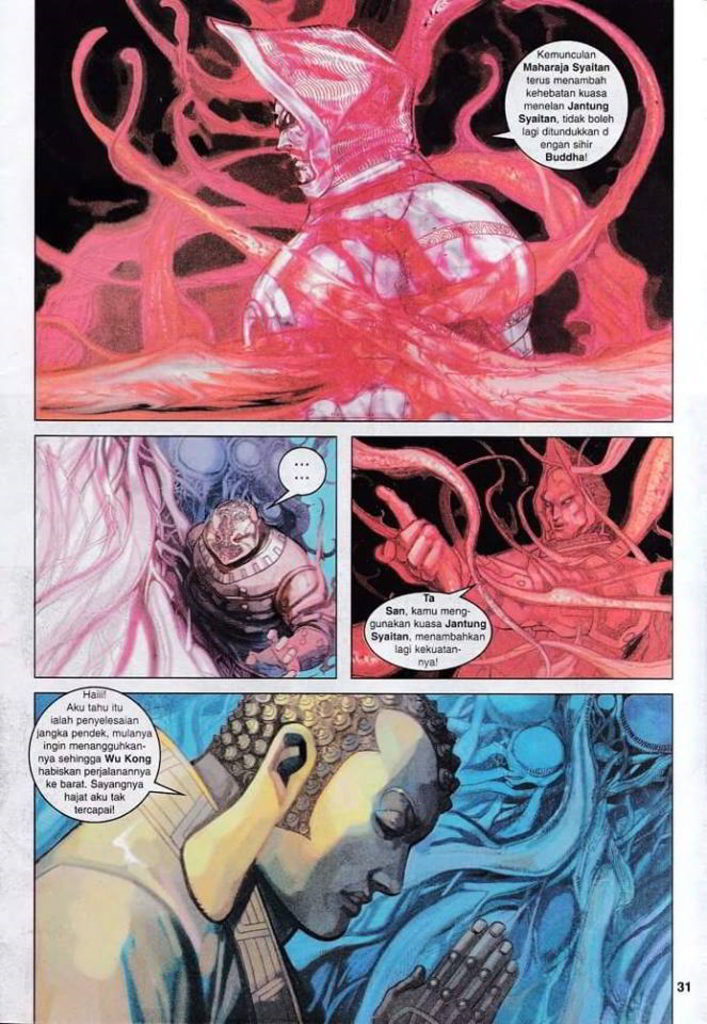 Kemunculan
Maharaja Syaitan
terus menambah
kehebatan kuasa
menelan Jantung
Syaitan, tidak boleh
lagi ditundukkan d
engan sihir
Buddha!
...
...
Ta
San, kamu meng-
gunakan kuasa Jantung
Syaitan, menambahkan
lagi kekuatan-
nya!
Haiii!
Aku tahu itu
ialah penyelesaian
jangka pendek, mulanya
ingin menangguhkan-
nya sehingga Wu Kong
habiskan perjalanannya
ke barat. Sayangnya
hajat aku tak
tercapai!
31